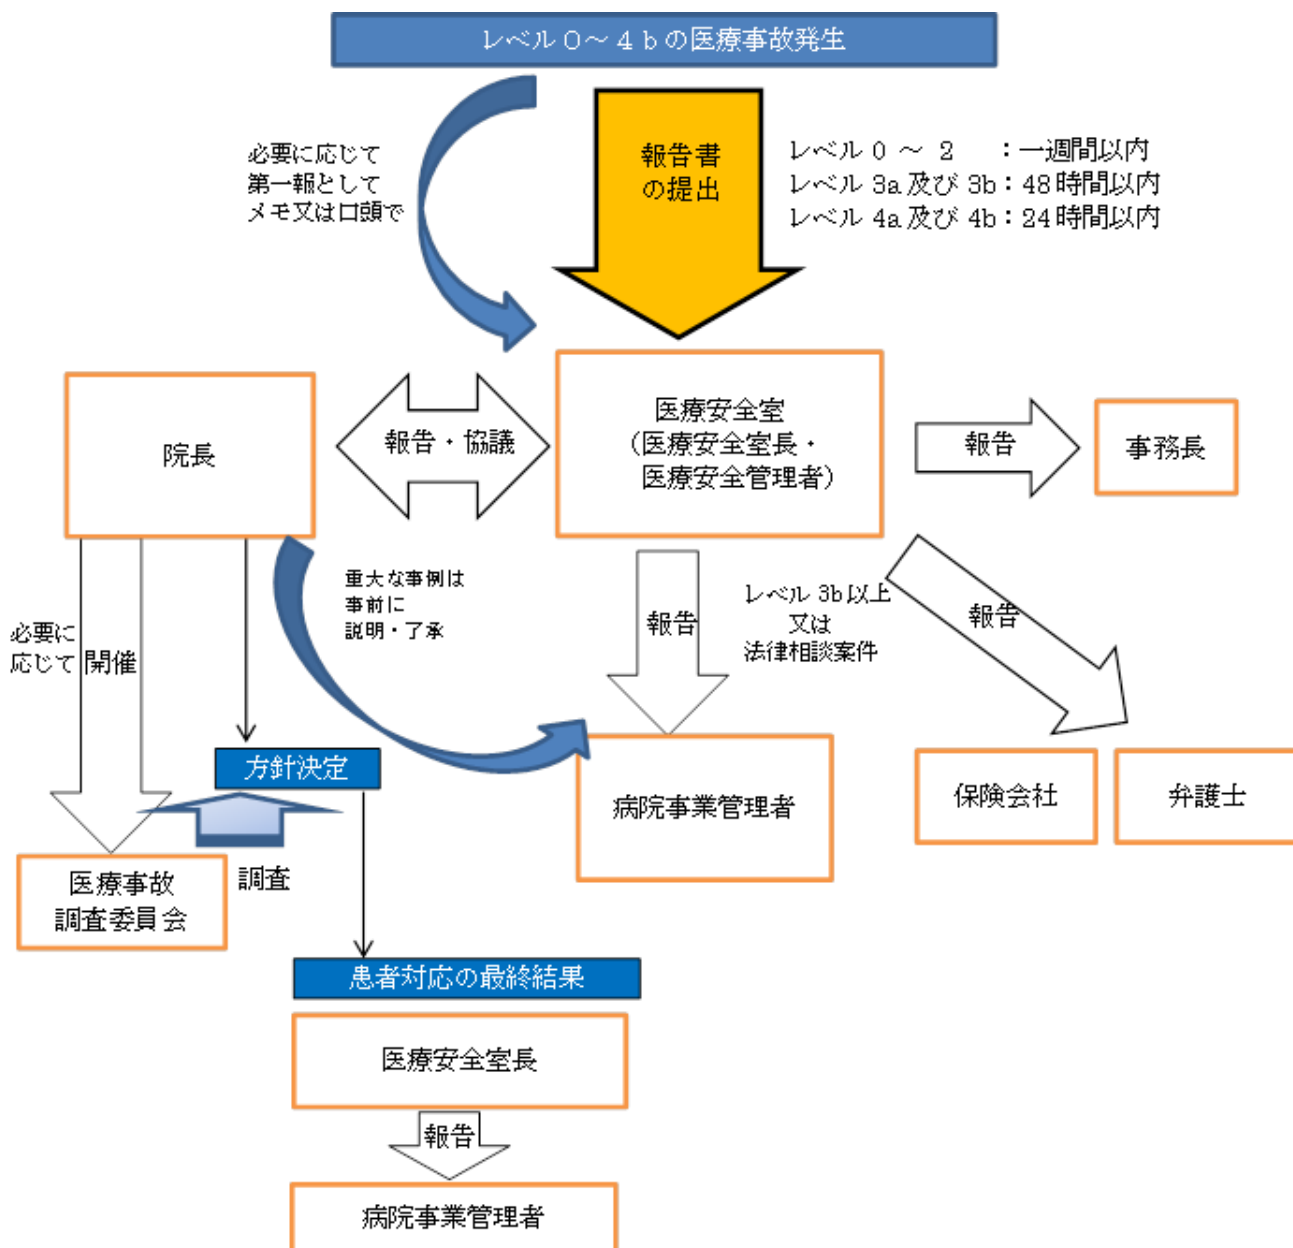 レベル０～４ｂの医療事故発生
必要に応じて
第一報として
メモ又は口頭で
報告書
の提出
レベル 0 ～ 2 ：一週間以内
レベル 3a 及び 3b：48 時間以内
レベル 4a 及び 4b：24 時間以内
院長
報告・協議
医療安全室
（医療安全室長・
医療安全管理者）
報告
事務長
必要に
応じて
開催
重大な事例は
事前に
説明・了承
報告
レベル 3b 以上
又は
法律相談案件
報告
方針決定
調査
医療事故
調査委員会
病院事業管理者
保険会社
弁護士
患者対応の最終結果
医療安全室長
報告
病院事業管理者